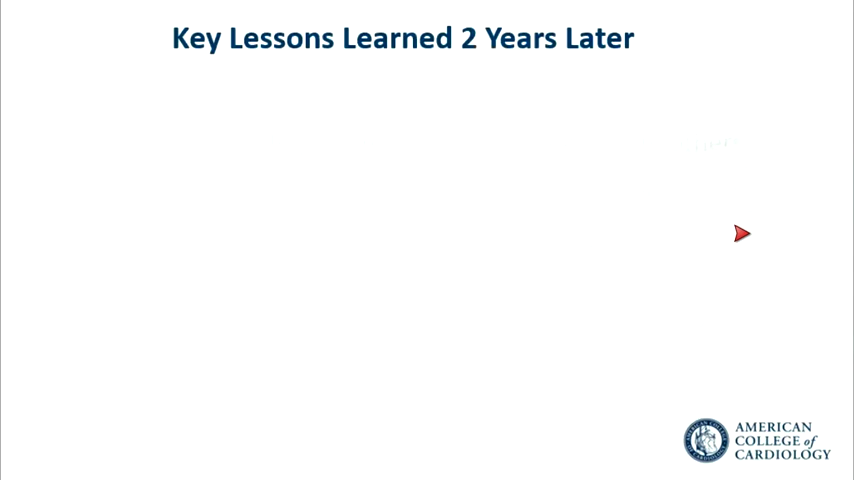 Key Lessons Learned 2 Years Later
AMERICAN
COLLEGE of
CARDIOLOGY